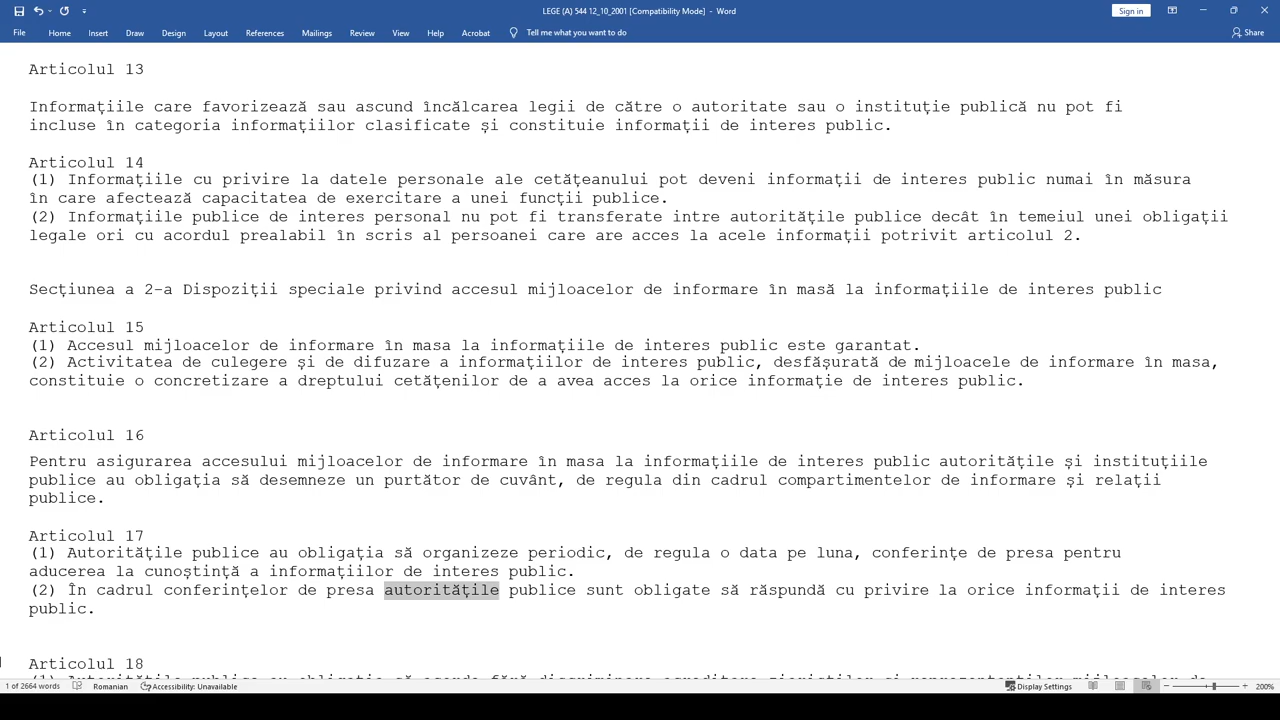 LEGE (A) 544 12_10_2001 [Compatibility Mode] - Word
Sign in
File Home Insert Draw Design Layout References Mailings Review View Help Acrobat Tell me what you want to do Share
Articolul 13
Informațiile care favorizează sau ascund încălcarea legii de către o autoritate sau o instituție publică nu pot fi
incluse în categoria informațiilor clasificate și constituie informații de interes public.
Articolul 14
(1) Informațiile cu privire la datele personale ale cetățeanului pot deveni informații de interes public numai în măsura
în care afectează capacitatea de exercitare a unei funcții publice.
(2) Informațiile publice de interes personal nu pot fi transferate intre autoritățile publice decât în temeiul unei obligații
legale ori cu acordul prealabil în scris al persoanei care are acces la acele informații potrivit articolul 2.
Secțiunea a 2-a Dispoziții speciale privind accesul mijloacelor de informare în masă la informațiile de interes public
Articolul 15
(1) Accesul mijloacelor de informare în masa la informațiile de interes public este garantat.
(2) Activitatea de culegere și de difuzare a informațiilor de interes public, desfășurată de mijloacele de informare în masa,
constituie o concretizare a dreptului cetățenilor de a avea acces la orice informație de interes public.
Articolul 16
Pentru asigurarea accesului mijloacelor de informare în masa la informațiile de interes public autoritățile și instituțiile
publice au obligația să desemneze un purtător de cuvânt, de regula din cadrul compartimentelor de informare și relații
publice.
Articolul 17
(1) Autoritățile publice au obligația să organizeze periodic, de regula o data pe luna, conferințe de presa pentru
aducerea la cunoștință a informațiilor de interes public.
(2) În cadrul conferințelor de presa autoritățile publice sunt obligate să răspundă cu privire la orice informații de interes
public.
Articolul 18
1 of 2664 words Romanian Accessibility: Unavailable Display Settings 200%